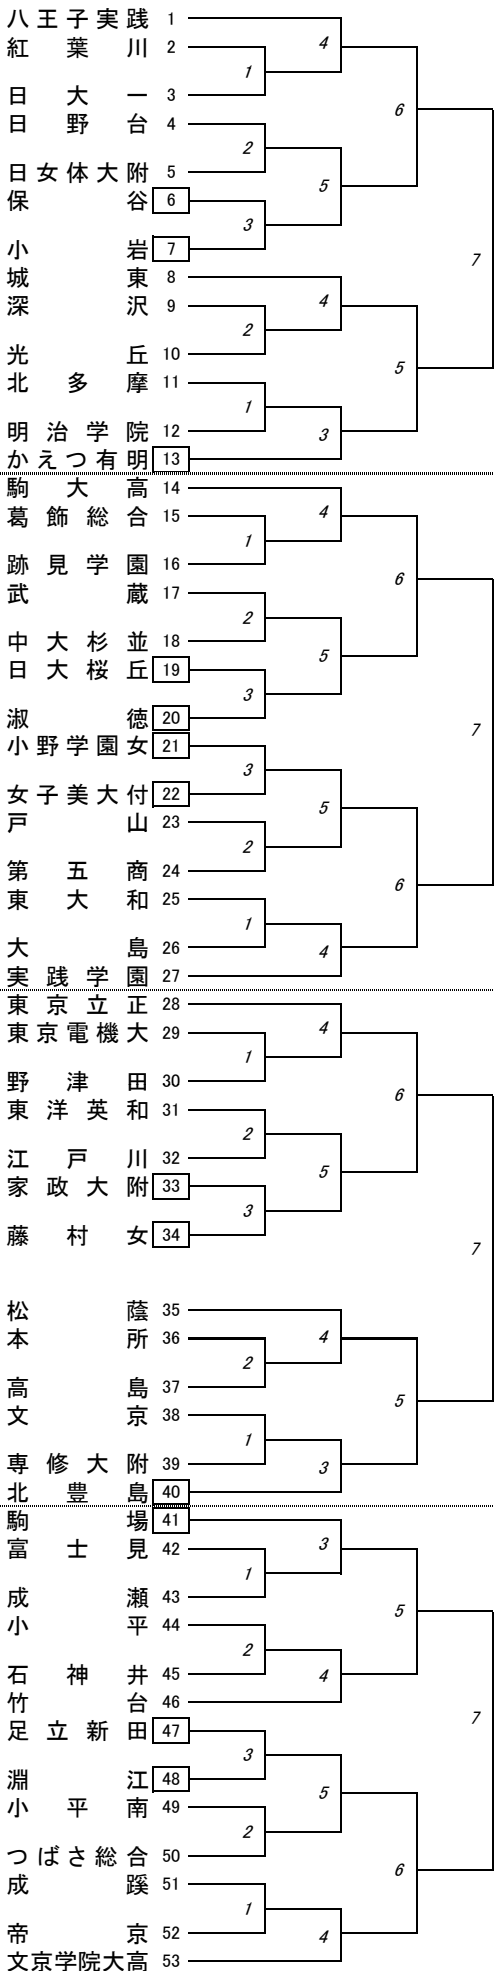 八王子実践 1
4
紅葉川 2
1
日大一 3
6
日野台 4
2
日女体大附 5
5
保谷 6
3
小岩 7
7
城東 8
4
深沢 9
2
光丘 10
5
北多摩 11
1
明治学院 12
3
かえつ有明 13
駒大高 14
4
葛飾総合 15
1
跡見学園 16
6
武蔵 17
2
中大杉並 18
5
日大桜丘 19
3
淑徳 20
7
小野学園女 21
3
女子美大付 22
5
戸山 23
2
第五商 24
6
東大和 25
1
大島 26
4
実践学園 27
東京立正 28
4
東京電機大 29
1
野津田 30
6
東洋英和 31
2
江戸川 32
5
家政大附 33
3
藤村女 34
7
松蔭 35
4
本所 36
2
高島 37
5
文京 38
1
専修大附 39
3
北豊島 40
駒場 41
3
富士見 42
1
成瀬 43
5
小平 44
2
石神井 45
4
竹台 46
7
足立新田 47
3
淵江 48
5
小平南 49
2
つばさ総合 50
6
成蹊 51
1
帝京 52
4
文京学院大高 53